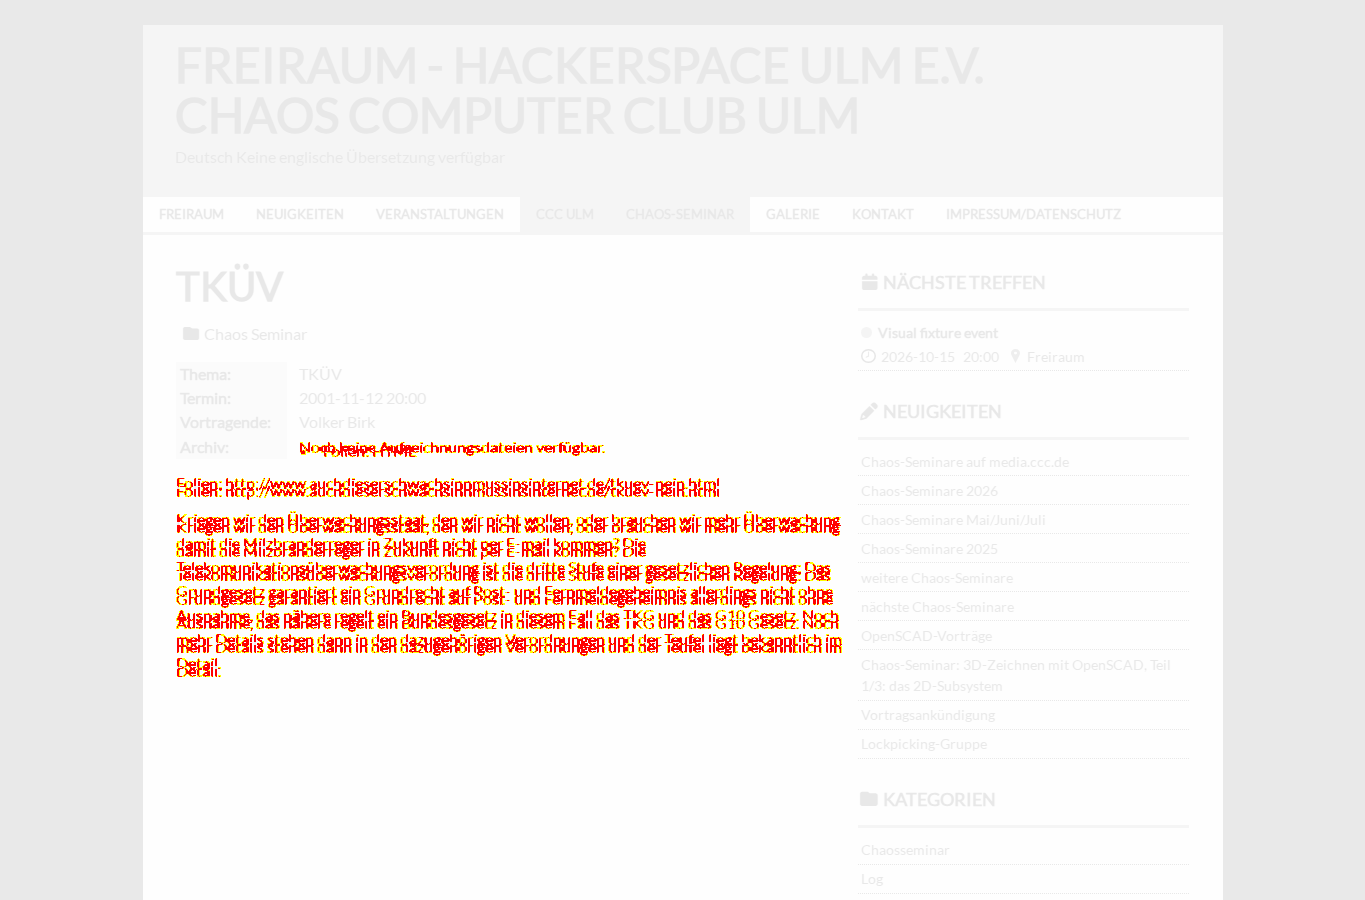 FREIRAUM - HACKERSPACE ULM E.V.
CHAOS COMPUTER CLUB ULM
Deutsch Keine englische Übersetzung verfügbar
FREIRAUM NEUIGKEITEN VERANSTALTUNGEN CCC ULM CHAOS-SEMINAR GALERIE KONTAKT IMPRESSUM/DATENSCHUTZ
TKÜV
Chaos Seminar
Thema: TKÜV
Termin: 2001-11-12 20:00
Vortragende: Volker Birk
Archiv: Noch keine Aufzeichnungsdateien verfügbar.
Folien: HTML
Folien: http://www.auchdieserschwachsinnmussinsinternet.de/tkuev-nein.html
Kriegen wir den Überwachungsstaat, den wir nicht wollen, oder brauchen wir mehr Überwachung
damit die Milzbranderreger in Zukunft nicht per E-mail kommen? Die
Telekomunikationsüberwachungsverordnung ist die dritte Stufe einer gesetzlichen Regelung: Das
Grundgesetz garantiert ein Grundrecht auf Post- und Fernmeldegeheimnis allerdings nicht ohne
Ausnahme, das nähere regelt ein Bundesgesetz in diesem Fall das TKG und das G10 Gesetz. Noch
mehr Details stehen dann in den dazugehörigen Verordnungen und der Teufel liegt bekanntlich im
Detail.
NÄCHSTE TREFFEN
Visual fixture event
2026-10-15 20:00 Freiraum
NEUIGKEITEN
Chaos-Seminare auf media.ccc.de
Chaos-Seminare 2026
Chaos-Seminare Mai/Juni/Juli
Chaos-Seminare 2025
weitere Chaos-Seminare
nächste Chaos-Seminare
OpenSCAD-Vorträge
Chaos-Seminar: 3D-Zeichnen mit OpenSCAD, Teil
1/3: das 2D-Subsystem
Vortragsankündigung
Lockpicking-Gruppe
KATEGORIEN
Chaosseminar
Log